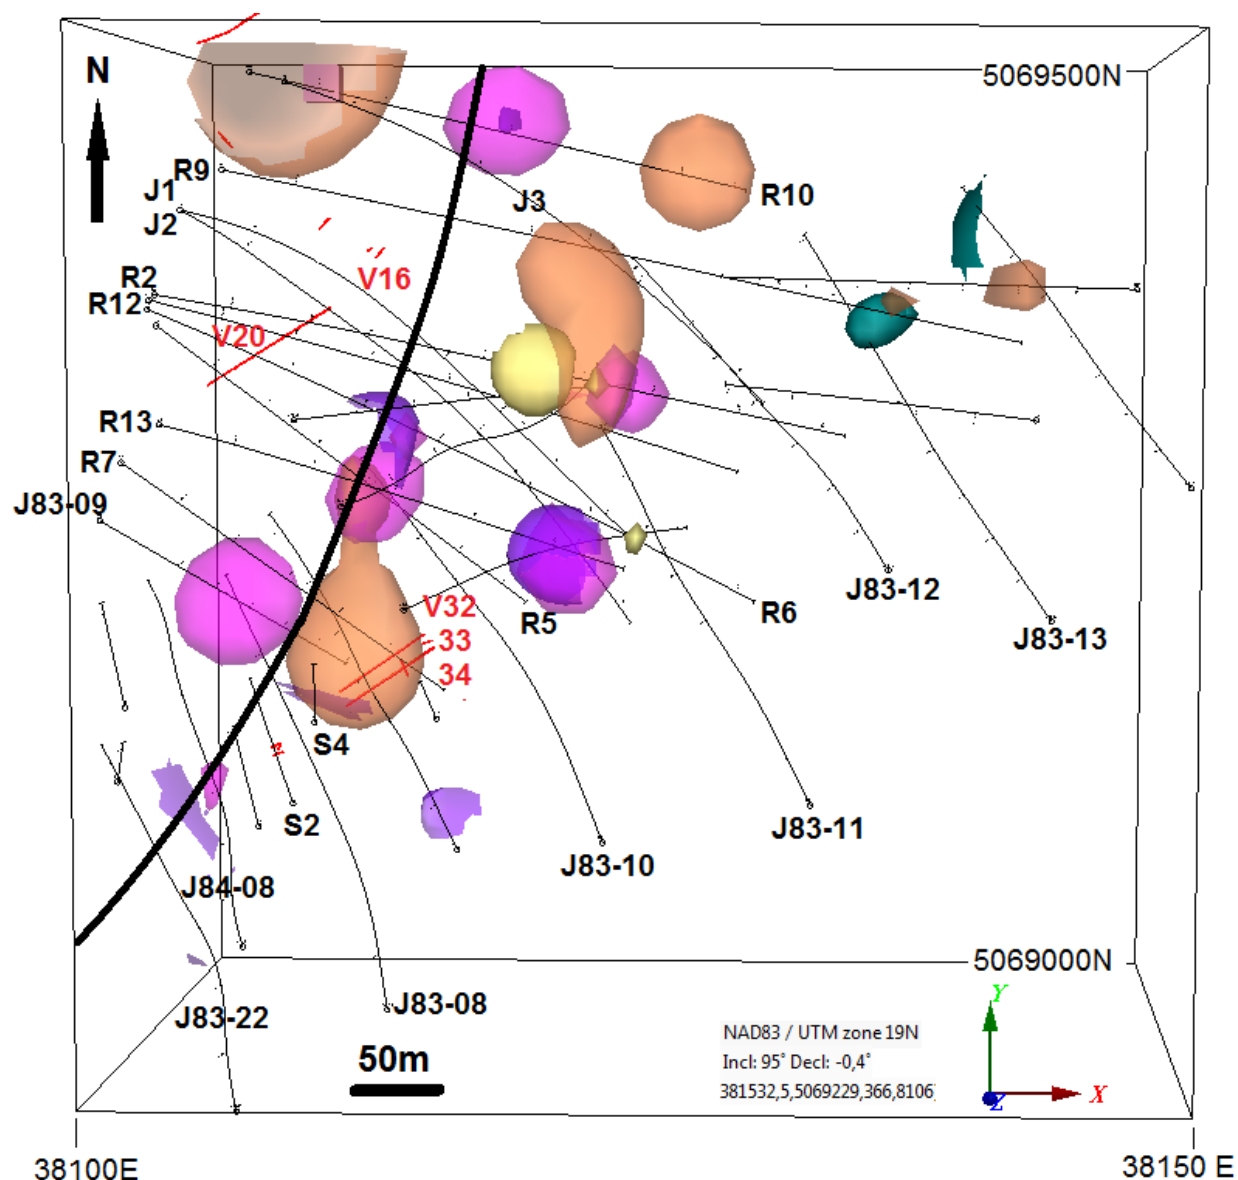 N
5069500N
R9
J1
J2
J3
R10
V16
R2
R12
V20
R13
R7
J83-09
V32
33
34
R5
R6
J83-12
J83-13
S4
S2
J83-11
J83-10
J84-08
5069000N
J83-22
J83-08
50m
NAD83 / UTM zone 19N
Incl: 95° Decl: -0,4°
381532,5,5069229,366,8106
Y
X
Z
38100E
38150 E